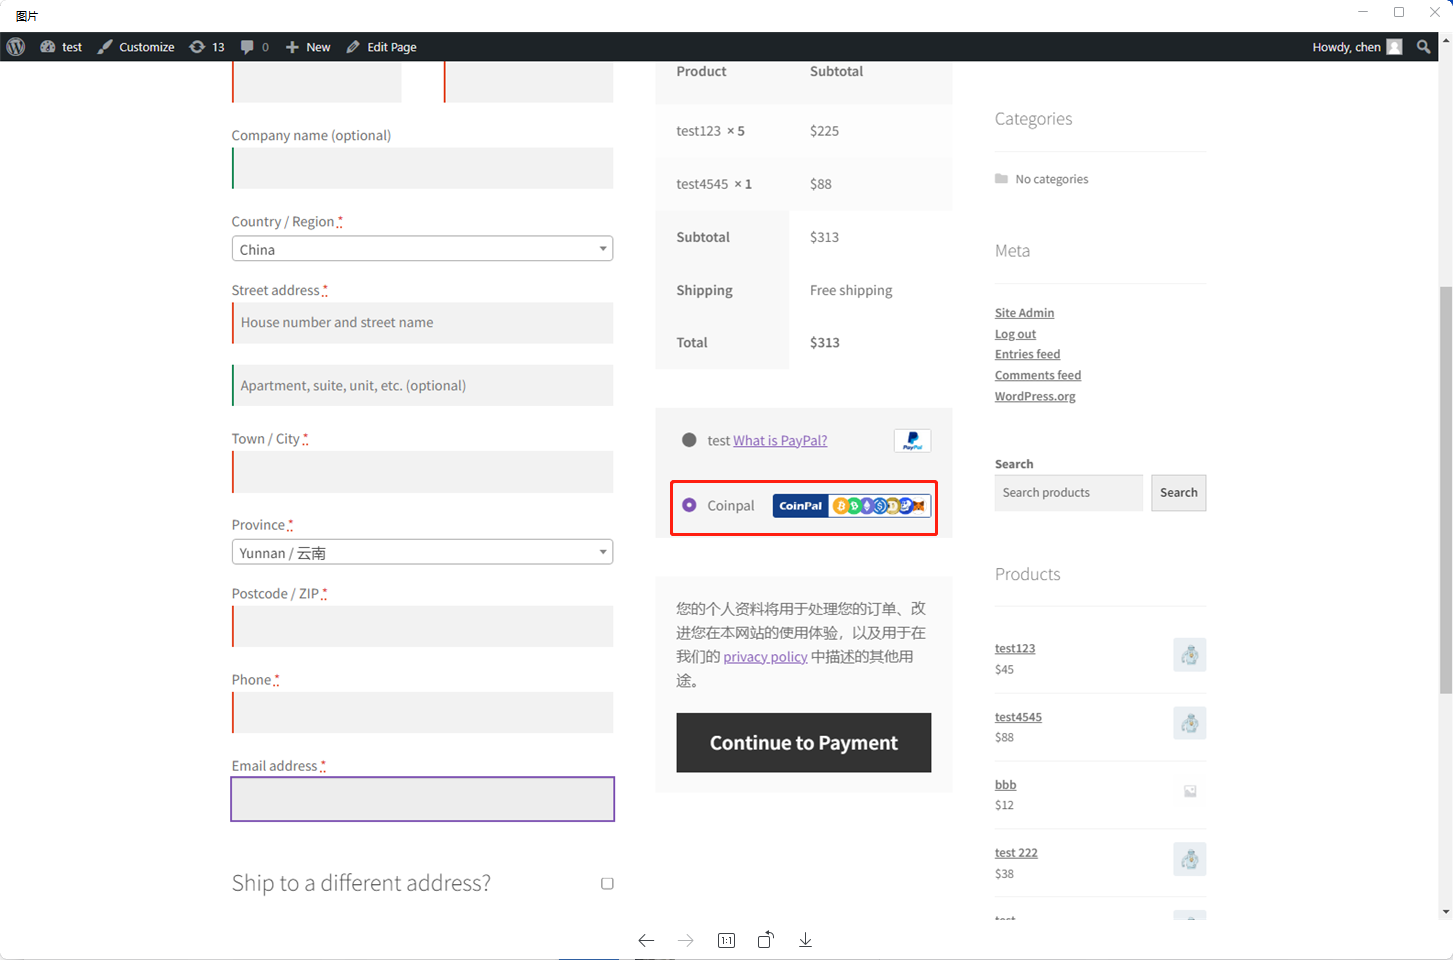 图片
test
Customize
13
0
New
Edit Page
Howdy, chen
Company name (optional)
Country / Region *
China
Street address *
House number and street name
Apartment, suite, unit, etc. (optional)
Town / City *
Province *
Yunnan / 云南
Postcode / ZIP *
Phone *
Email address *
Ship to a different address?
Product Subtotal
test123 × 5 $225
test4545 × 1 $88
Subtotal $313
Shipping Free shipping
Total $313
test What is PayPal?
PayPal
Coinpal
CoinPal
您的个人资料将用于处理您的订单、改
进您在本网站的使用体验，以及用于在
我们的 privacy policy 中描述的其他用
途。
Continue to Payment
Categories
No categories
Meta
Site Admin
Log out
Entries feed
Comments feed
WordPress.org
Search
Search products
Search
Products
test123
$45
test4545
$88
bbb
$12
test 222
$38
test
1:1